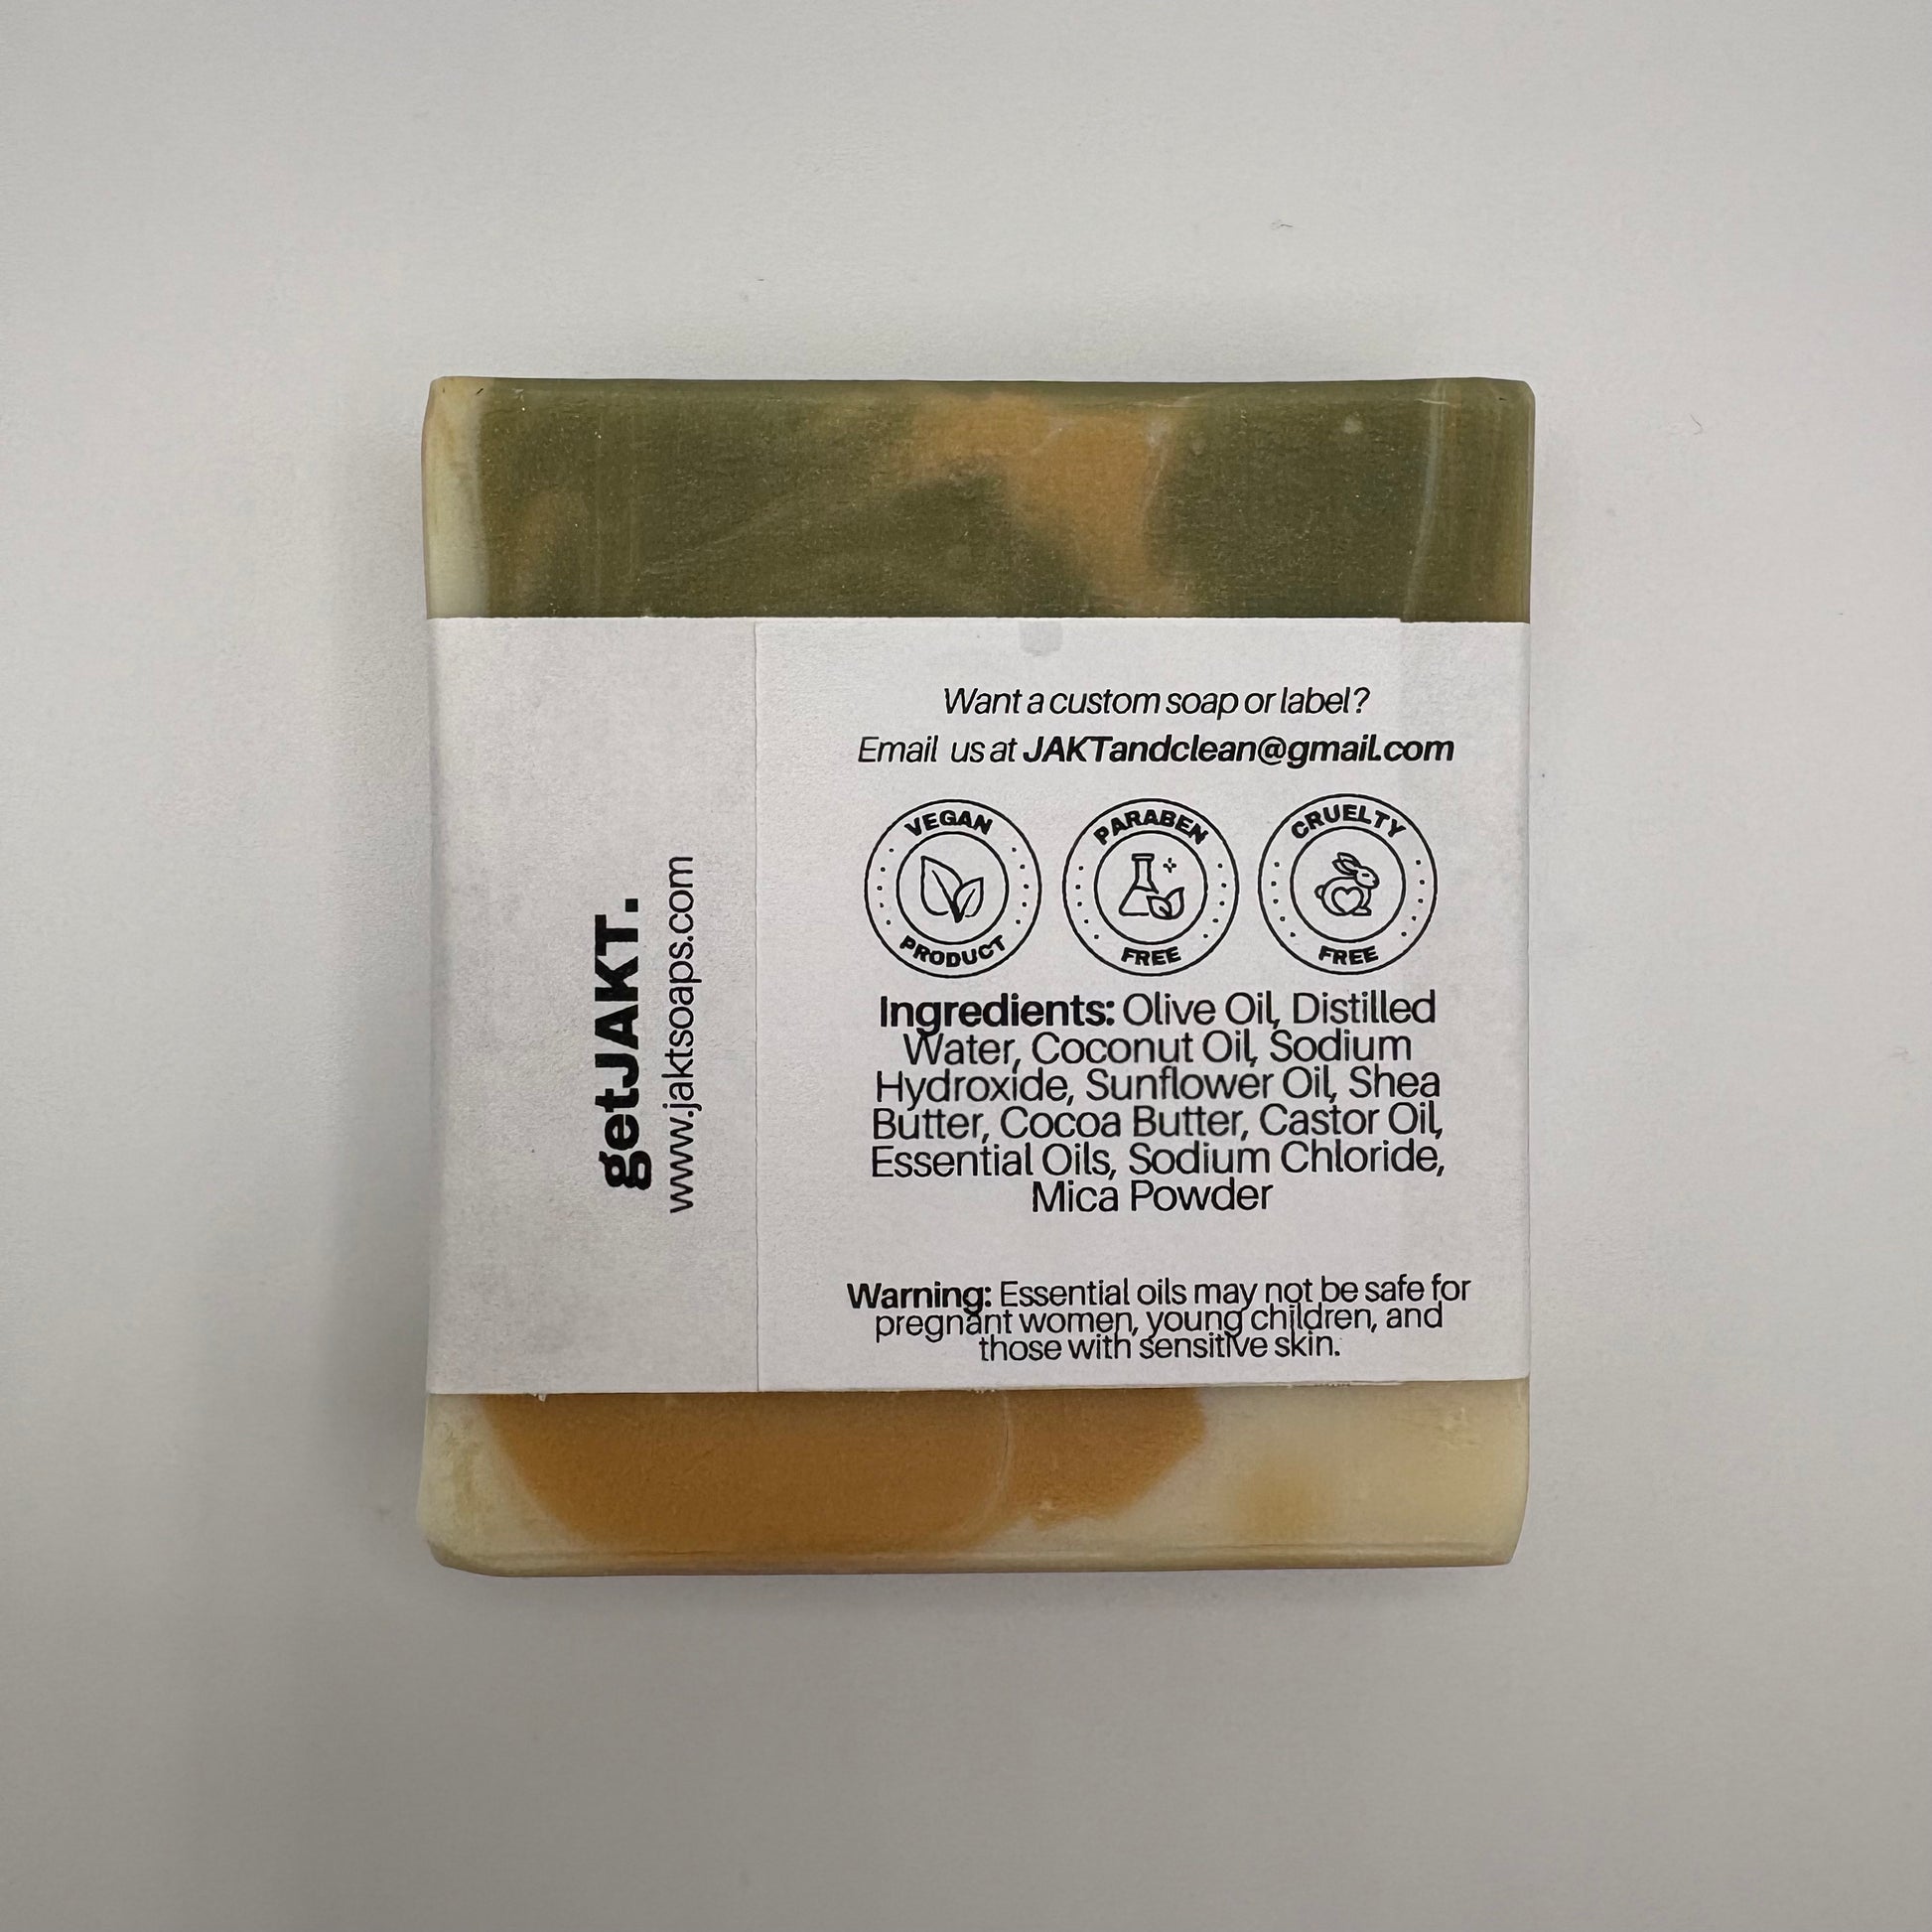 getJAKT.
www.jaktsoaps.com
Want a custom soap or label?
Email us at JAKTandclean@gmail.com
VEGAN
PRODUCT
PARABEN
FREE
CRUELTY
FREE
Ingredients: Olive Oil, Distilled
Water, Coconut Oil, Sodium
Hydroxide, Sunflower Oil, Shea
Butter, Cocoa Butter, Castor Oil,
Essential Oils, Sodium Chloride,
Mica Powder
Warning: Essential oils may not be safe for
pregnant women, young children, and
those with sensitive skin.